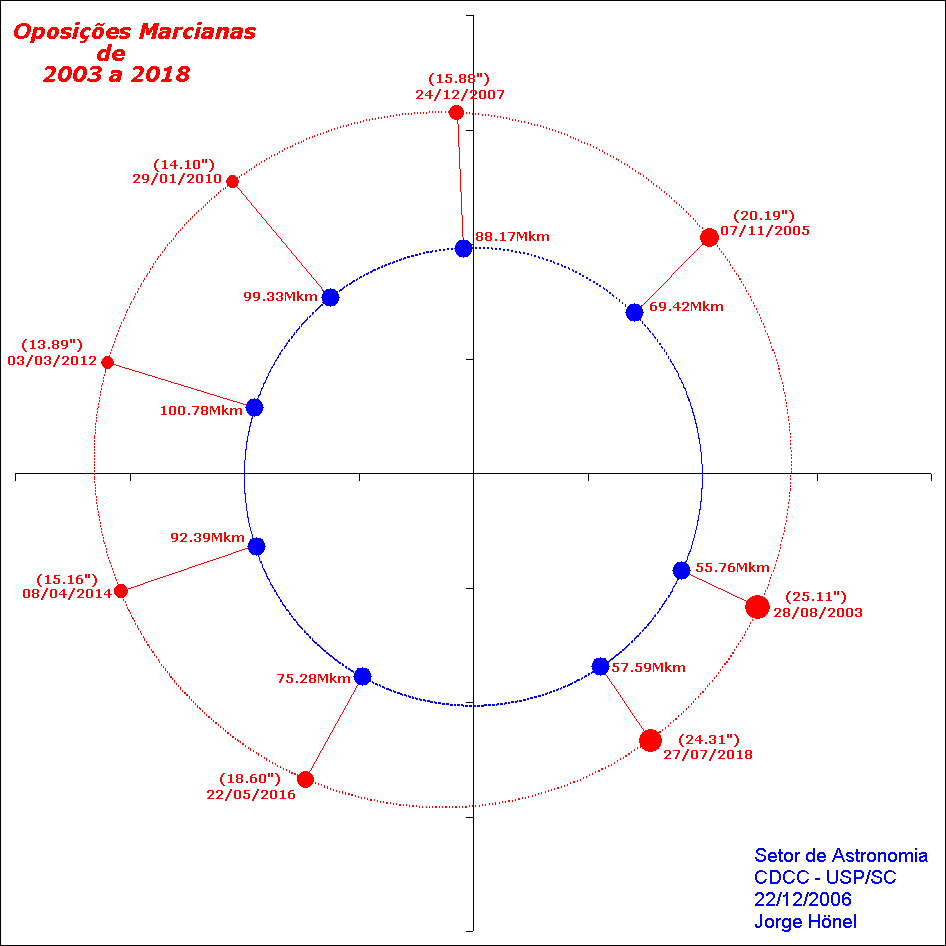 Oposições Marcianas
de
2003 a 2018
(15.88")
24/12/2007
(14.10")
29/01/2010
(20.19")
07/11/2005
88.17Mkm
99.33Mkm
69.42Mkm
(13.89")
03/03/2012
100.78Mkm
92.39Mkm
55.76Mkm
(15.16")
08/04/2014
(25.11")
28/08/2003
75.28Mkm
57.59Mkm
(24.31")
27/07/2018
(18.60")
22/05/2016
Setor de Astronomia
CDCC - USP/SC
22/12/2006
Jorge Hönel